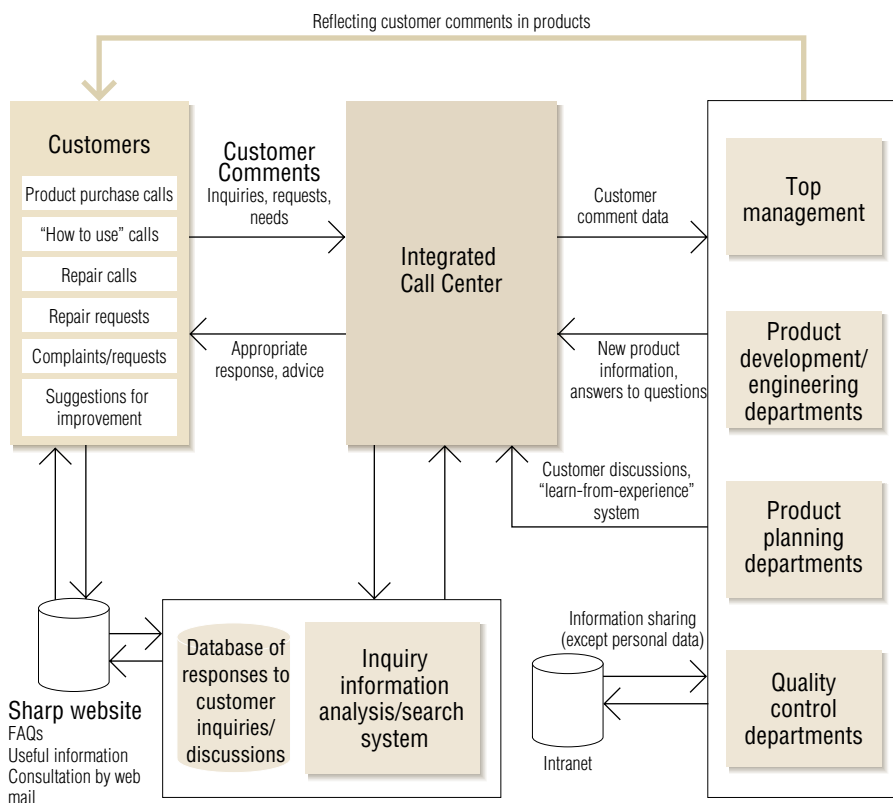 Reflecting customer comments in products
Customers
Product purchase calls
“How to use” calls
Repair calls
Repair requests
Complaints/requests
Suggestions for
improvement
Customer
Comments
Inquiries, requests,
needs
Appropriate
response, advice
Integrated
Call Center
Customer
comment data
New product
information,
answers to questions
Customer discussions,
“learn-from-experience”
system
Top
management
Product
development/
engineering
departments
Product
planning
departments
Quality
control
departments
Information sharing
(except personal data)
Intranet
Database of
responses to
customer
inquiries/
discussions
Inquiry
information
analysis/search
system
Sharp website
FAQs
Useful information
Consultation by web
mail